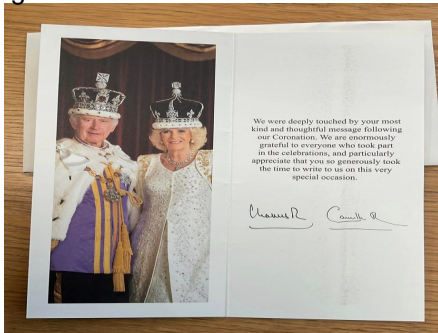 We were deeply touched by your most
kind and thoughtful message following
our Coronation. We are enormously
grateful to everyone who took part
in the celebrations, and particularly
appreciate that you so generously took
the time to write to us on this very
special occasion.
Charles R Camilla R